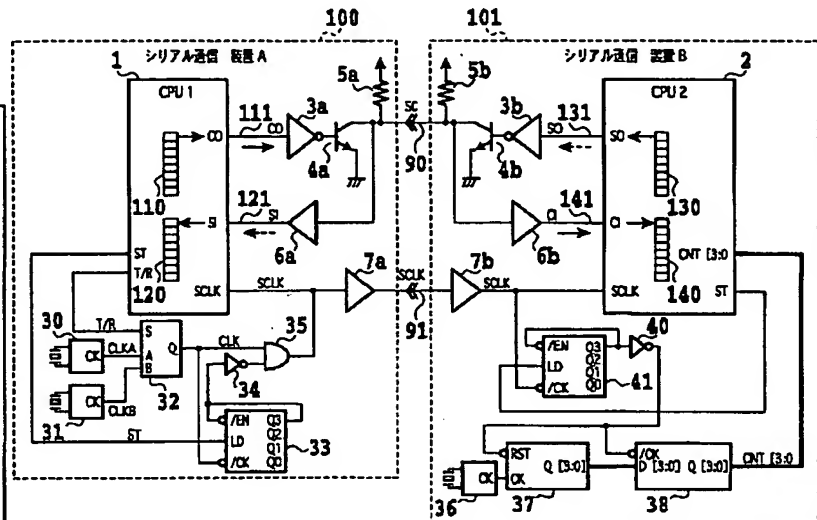 100
101
シリアル通信 装置A
シリアル通信 装置B
1
CPU 1
5a
3a
111
CO
CO
4a
SC
90
5b
3b
4b
SO
131
2
CPU 2
SO
110
121
SI
SI
6a
120
CI
141
CI
6b
130
140
ST
T/R
SCLK
SCLK
7a
SCLK
91
7b
SCLK
SCLK
CNT [3:0
ST
T/R
30
CK
CLKA
31
CK
CLKB
S
A
B
Q
32
CLK
35
34
/EN
LD
/CK
Q3
Q2
Q1
Q0
33
ST
/EN
LD
/CK
Q3
Q2
Q1
Q0
41
40
36
CK
RST
CK
Q [3:0]
37
/CK
D [3:0]
Q [3:0]
38
CNT [3:0